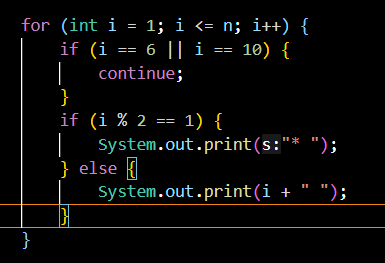 for (int i = 1; i <= n; i++) {
if (i == 6 || i == 10) {
continue;
}
if (i % 2 == 1) {
System.out.print(s:"* ");
} else {
System.out.print(i + " ");
}
}